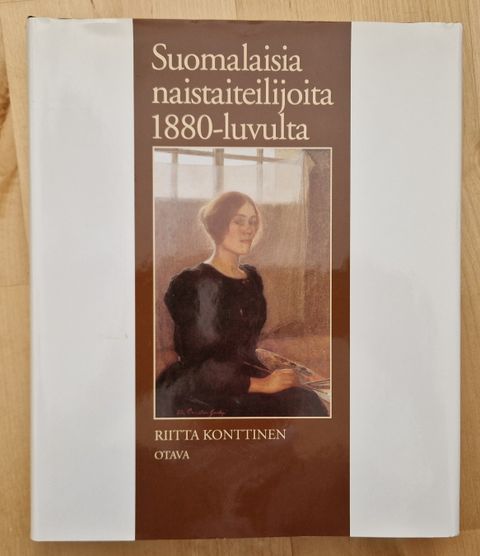 Suomalaisia
naistaiteilijoita
1880-luvulta
RIITTA KONTTINEN
OTAVA